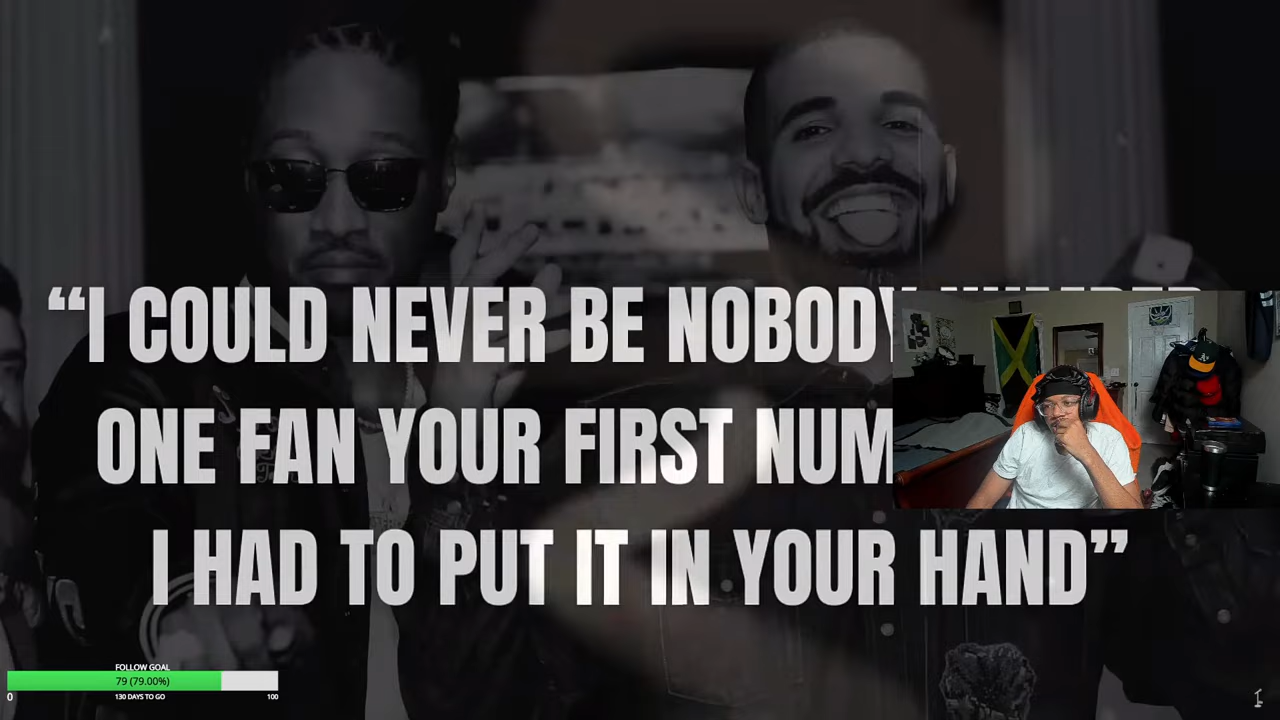 “I COULD NEVER BE NOBODY
ONE FAN YOUR FIRST
I HAD TO PUT IT IN YOUR HAND”
FOLLOW GOAL
79 (79.00%)
0
130 DAYS TO GO
100